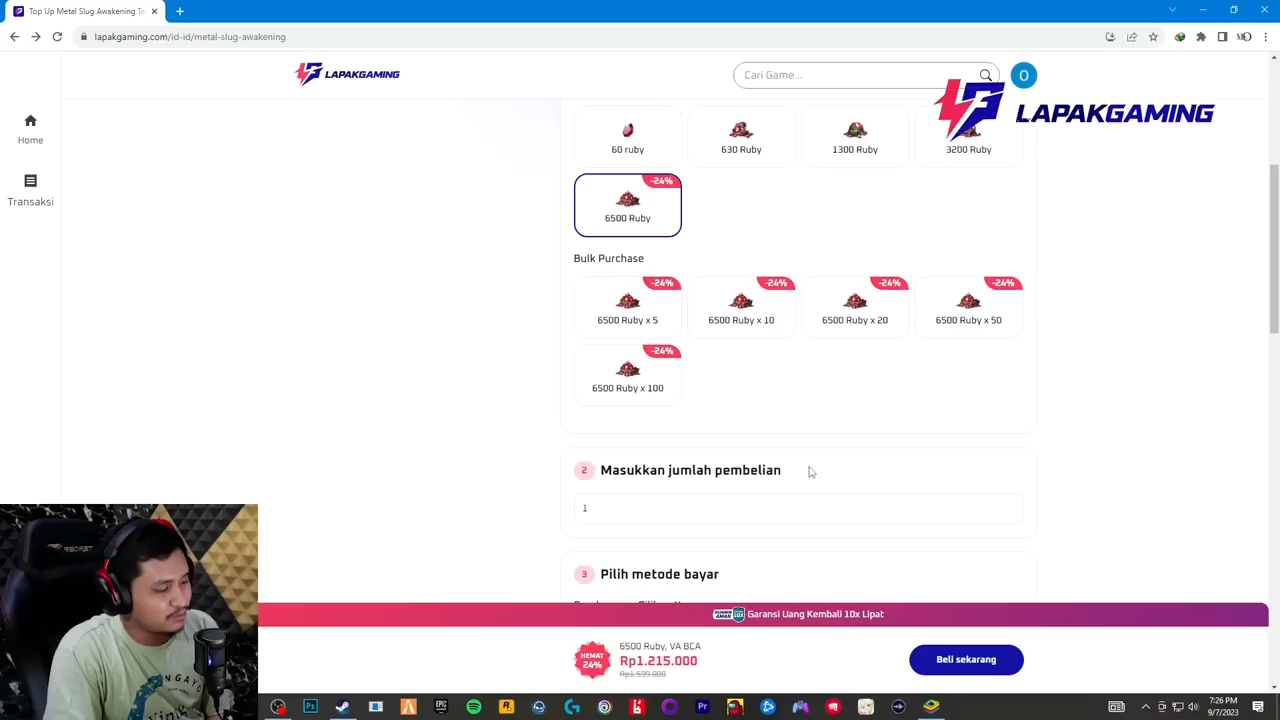 Top Up Metal Slug Awakening Te
lapakgaming.com/id-id/metal-slug-awakening
LAPAKGAMING
Cari Game...
O
LAPAKGAMING
Home
Transaksi
60 ruby
630 Ruby
1300 Ruby
3200 Ruby
-24%
6500 Ruby
Bulk Purchase
-24%
-24%
-24%
-24%
6500 Ruby x 5
6500 Ruby x 10
6500 Ruby x 20
6500 Ruby x 50
-24%
6500 Ruby x 100
2 Masukkan jumlah pembelian
1
3 Pilih metode bayar
Garansi Uang Kembali 10x Lipat
HEMAT
24%
6500 Ruby, VA BCA
Rp1.215.000
Rp1.599.000
Beli sekarang
SECRET
ENG
7:26 PM
9/7/2023